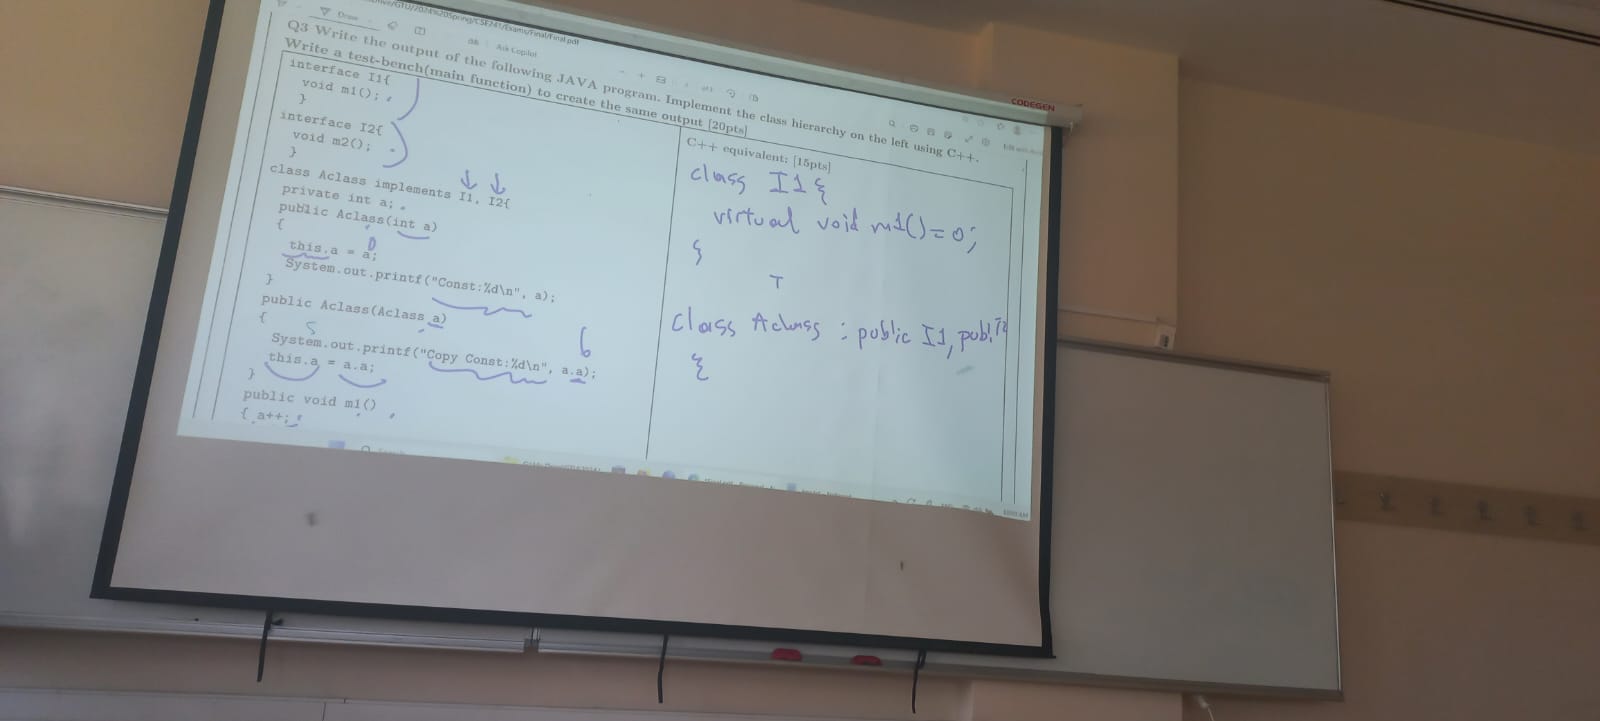 Draw
Ask Copilot
CODEGEN
Q3 Write the output of the following JAVA program. Implement the class hierarchy on the left using C++.
Write a test-bench(main function) to create the same output [20pts]
interface I1{
void m1();
}
interface I2{
void m2();
}
class Aclass implements I1, I2{
private int a;
public Aclass(int a)
{
this.a = a;
System.out.printf("Const:%d\n", a);
}
public Aclass(Aclass a)
{
System.out.printf("Copy Const:%d\n", a.a);
this.a = a.a;
}
public void m1()
{ a++;
C++ equivalent: [15pts]
class I1 {
virtual void m1()=0;
}
class Aclass : public I1,
{
6